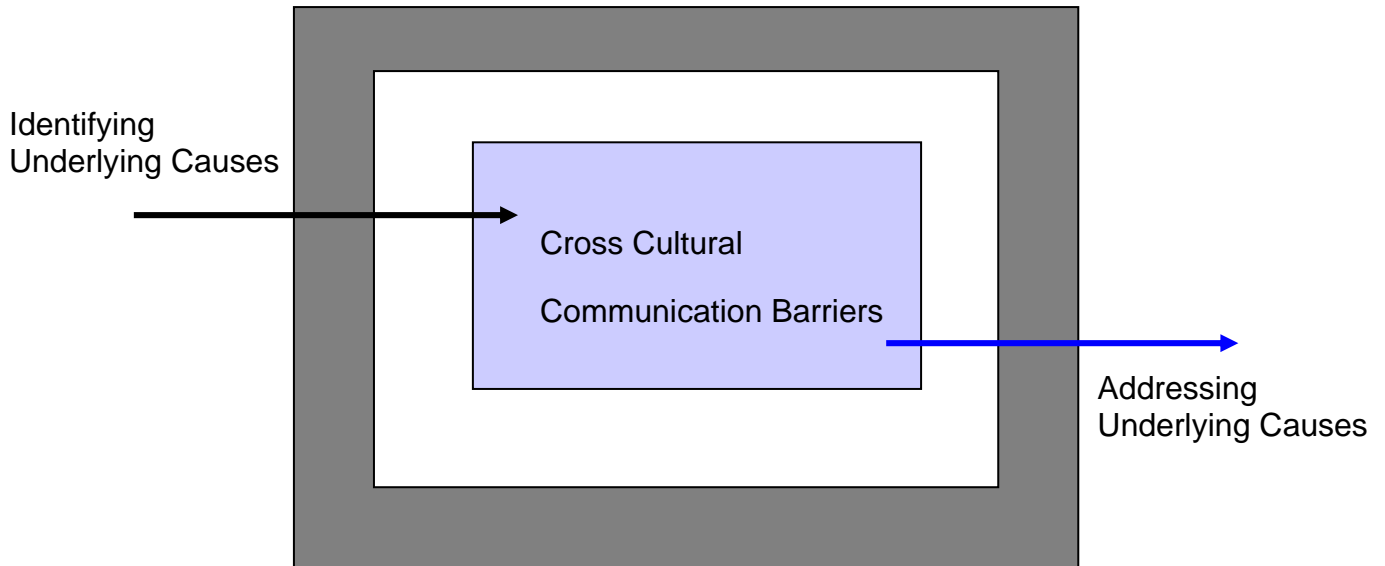 Identifying
Underlying Causes
Cross Cultural
Communication Barriers
Addressing
Underlying Causes